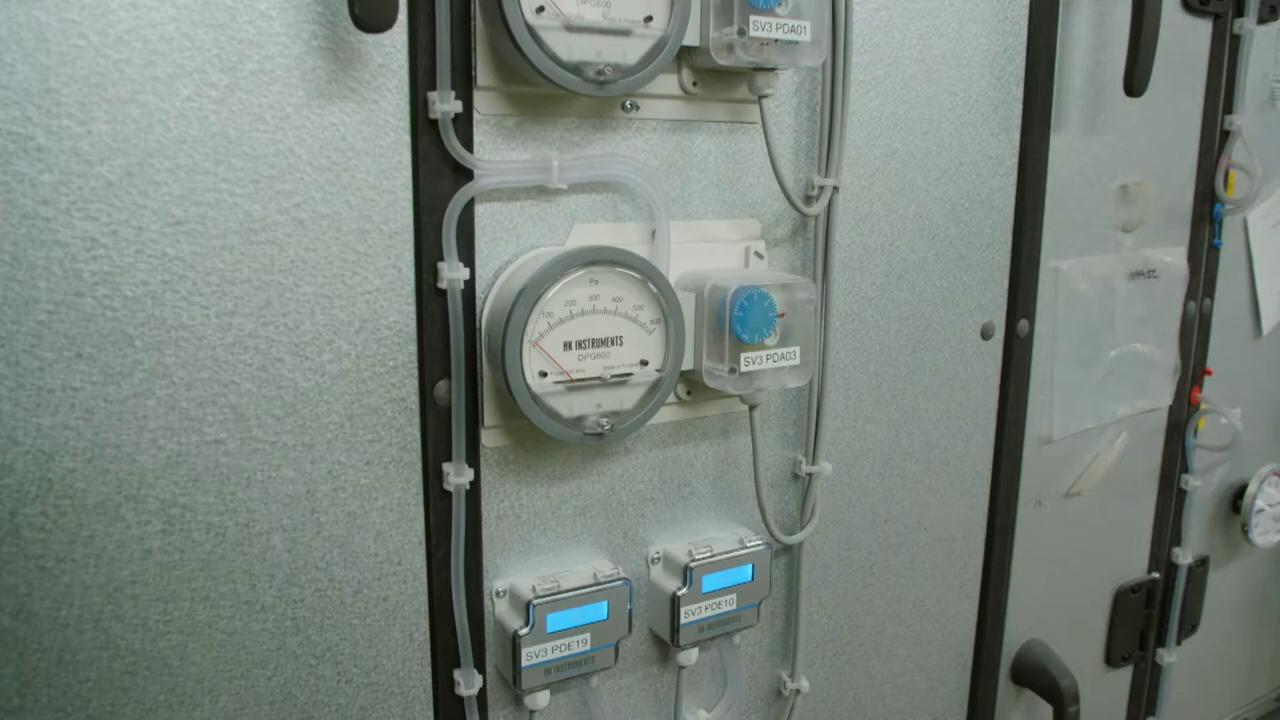 DPG600
SV3 PDA01
Pa
100 200 300 400 500 600
HK INSTRUMENTS
DPG600
SV3 PDA03
SV3 PDE10
HK INSTRUMENTS
SV3 PDE19
HK INSTRUMENTS